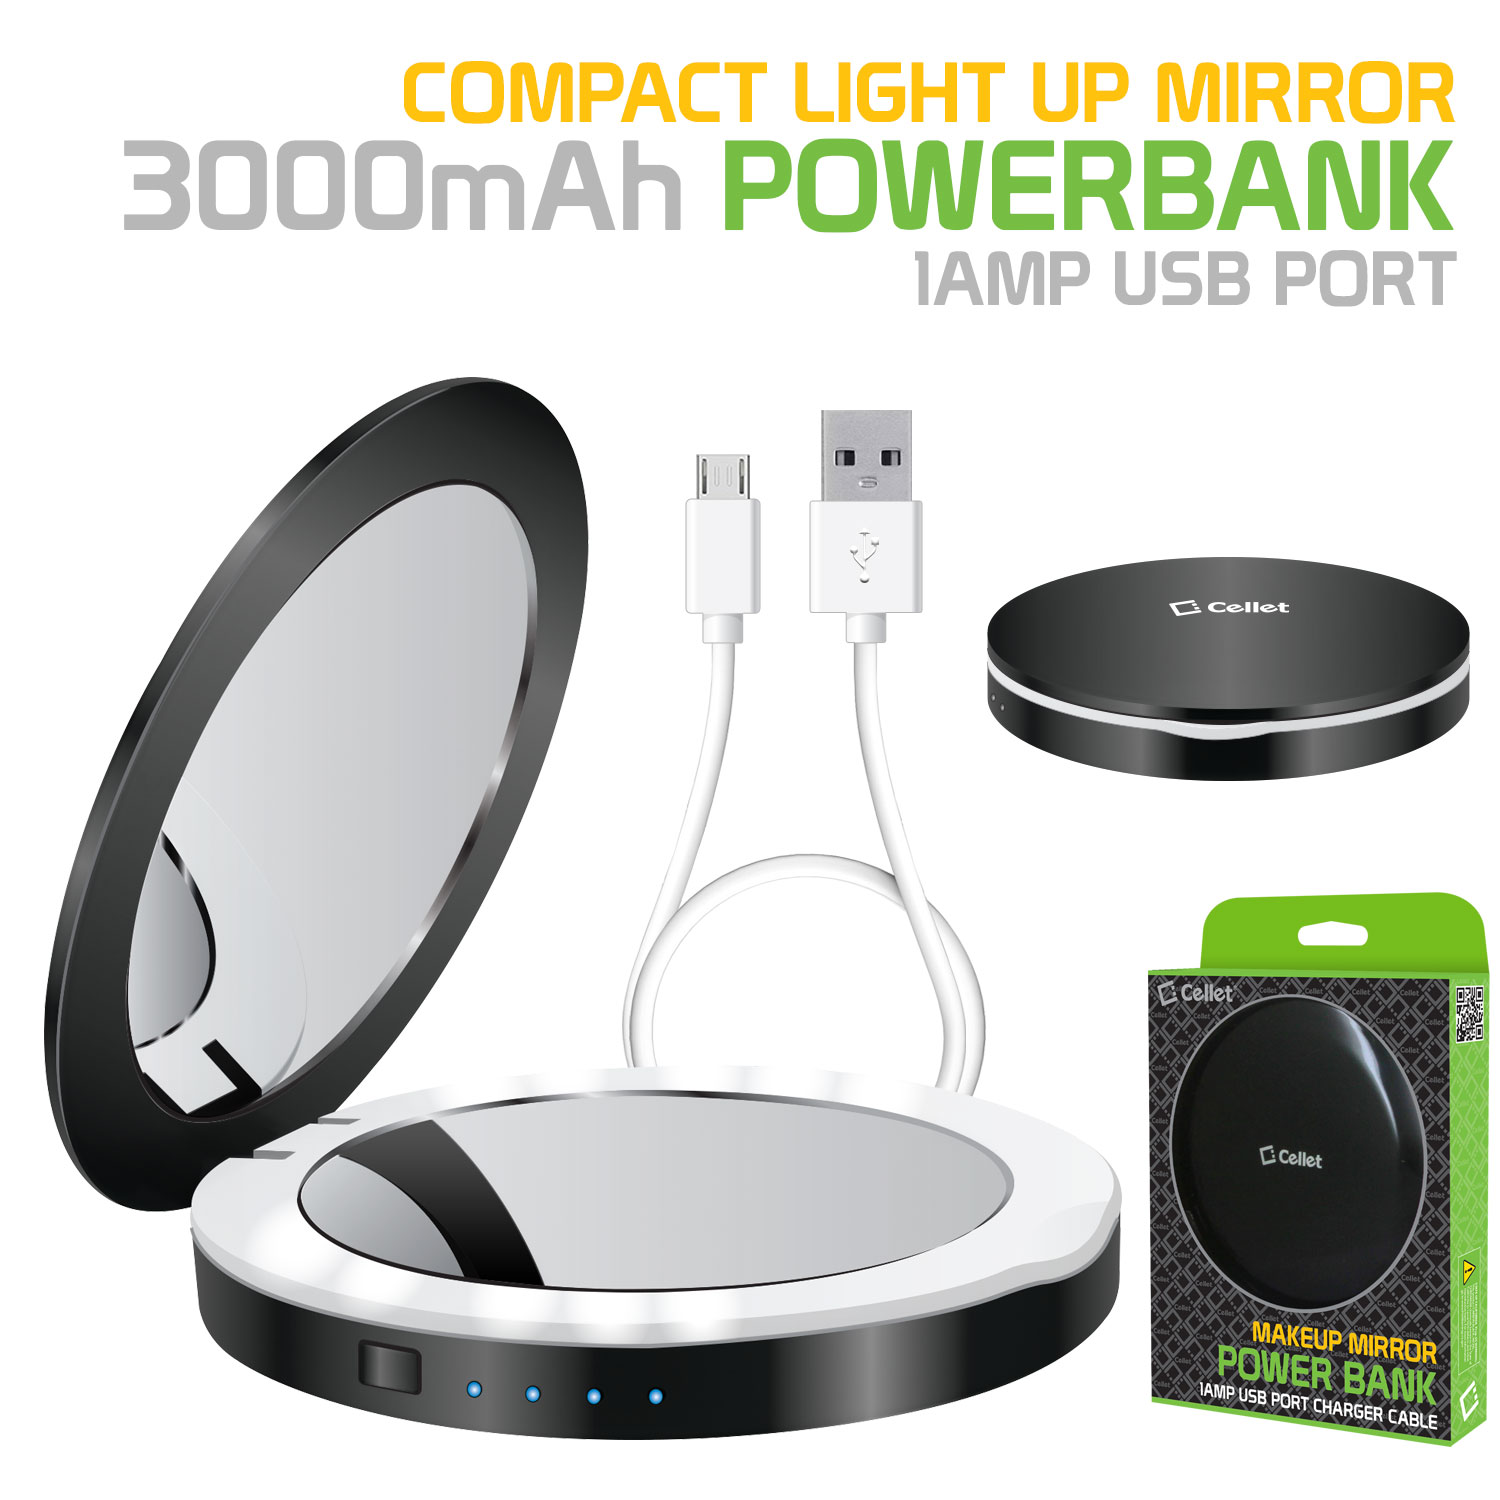 COMPACT LIGHT UP MIRROR
3000mAh POWERBANK
1AMP USB PORT
Cellet
Cellet
Cellet
MAKEUP MIRROR
POWER BANK
1AMP USB PORT CHARGER CABLE